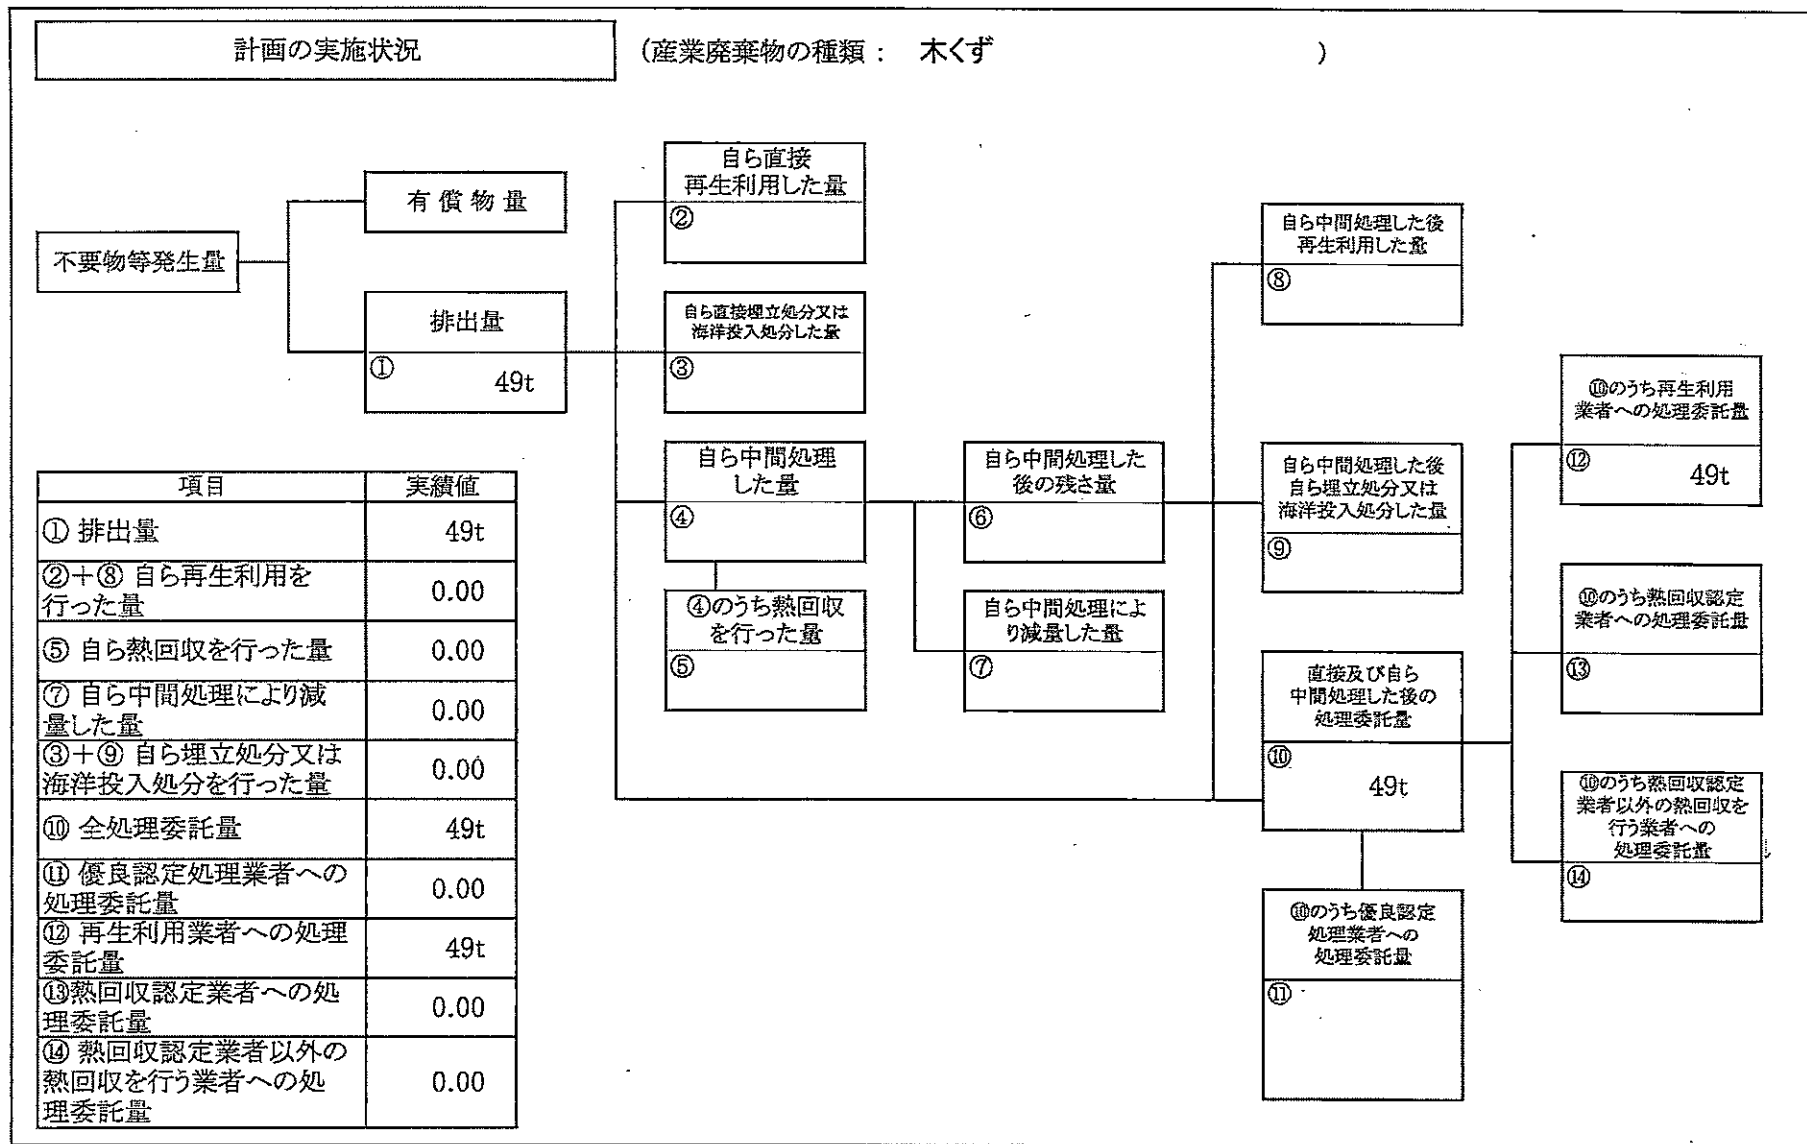 計画の実施状況
(産業廃棄物の種類： 木くず )
不要物等発生量
有償物量
排出量
①
49t
自ら直接
再生利用した量
②
自ら直接埋立処分又は
海洋投入処分した量
③
自ら中間処理
した量
④
④のうち熱回収
を行った量
⑤
自ら中間処理した
後の残さ量
⑥
自ら中間処理によ
り減量した量
⑦
自ら中間処理した後
再生利用した量
⑧
自ら中間処理した後
自ら埋立処分又は
海洋投入処分した量
⑨
直接及び自ら
中間処理した後の
処理委託量
⑩
49t
⑩のうち優良認定
処理業者への
処理委託量
⑪
⑩のうち再生利用
業者への処理委託量
⑫
49t
⑩のうち熱回収認定
業者への処理委託量
⑬
⑩のうち熱回収認定
業者以外の熱回収を
行う業者への
処理委託量
⑭
項目 実績値
① 排出量 49t
②＋⑧ 自ら再生利用を
行った量 0.00
⑤ 自ら熱回収を行った量 0.00
⑦ 自ら中間処理により減
量した量 0.00
③＋⑨ 自ら埋立処分又は
海洋投入処分を行った量 0.00
⑩ 全処理委託量 49t
⑪ 優良認定処理業者への
処理委託量 0.00
⑫ 再生利用業者への処理
委託量 49t
⑬熱回収認定業者への処
理委託量 0.00
⑭ 熱回収認定業者以外の
熱回収を行う業者への処
理委託量 0.00